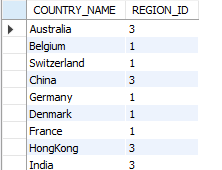 COUNTRY_NAME REGION_ID
Australia 3
Belgium 1
Switzerland 1
China 3
Germany 1
Denmark 1
France 1
HongKong 3
India 3